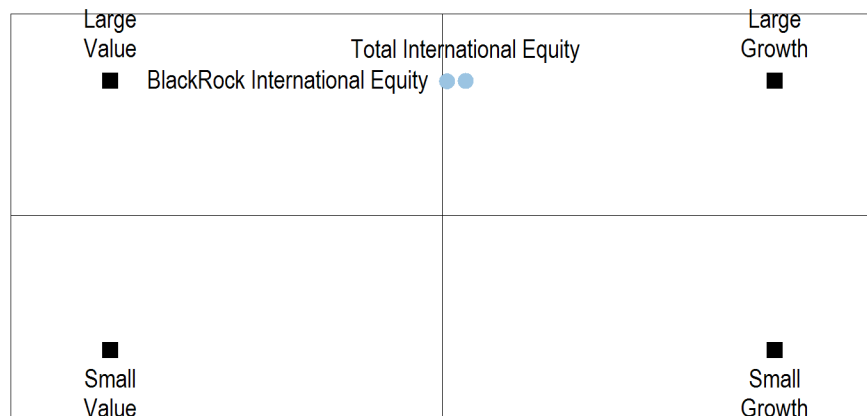 Large
Value
Large
Growth
Total International Equity
BlackRock International Equity
Small
Value
Small
Growth